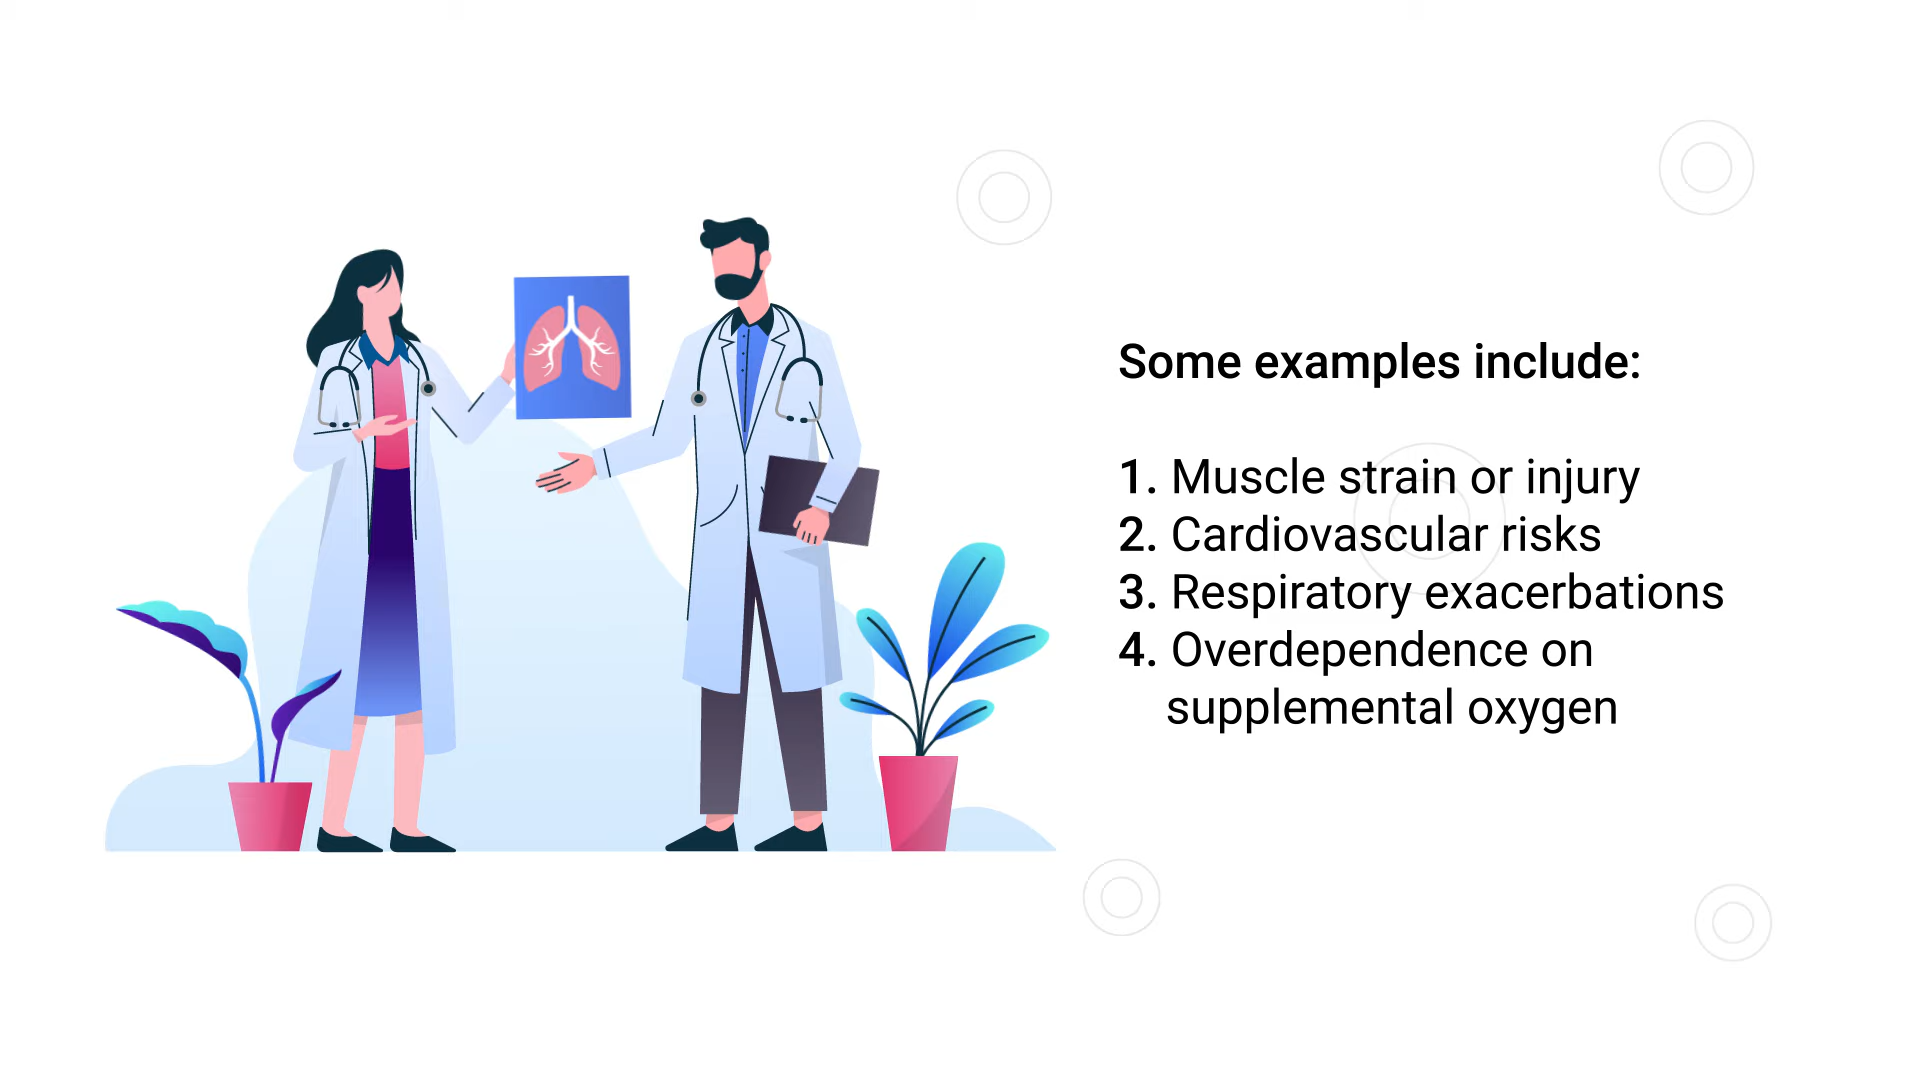 Some examples include:
1. Muscle strain or injury
2. Cardiovascular risks
3. Respiratory exacerbations
4. Overdependence on
supplemental oxygen